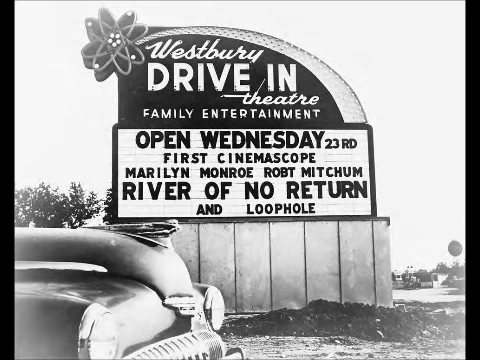 Westbury
DRIVE IN
theatre
FAMILY ENTERTAINMENT
OPEN WEDNESDAY 23RD
FIRST CINEMASCOPE
MARILYN MONROE ROBT MITCHUM
RIVER OF NO RETURN
AND LOOPHOLE